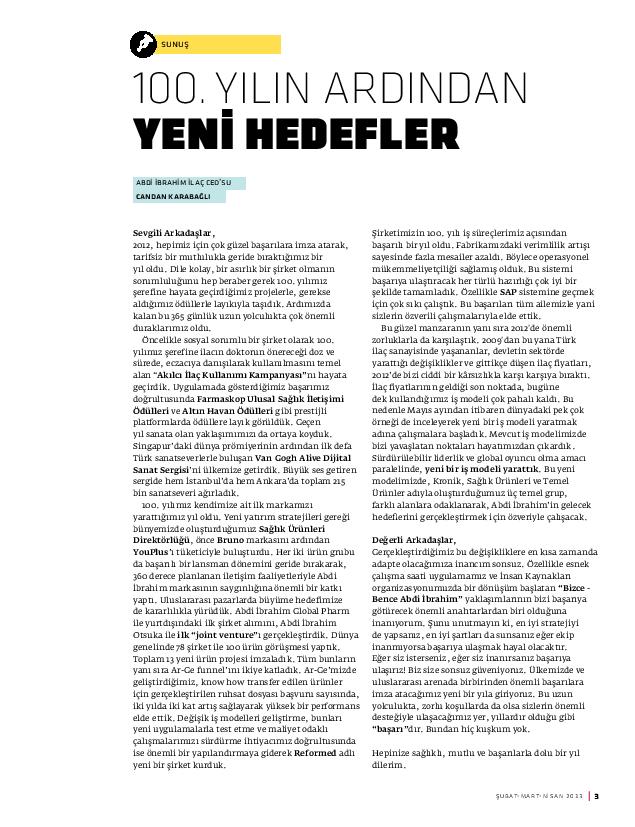 SUNUŞ
100. YILIN ARDINDAN
YENİ HEDEFLER
ABDİ İBRAHİM İLAÇ CEO'SU
CANDAN KARABAĞLI
Sevgili Arkadaşlar,
2012, hepimiz için çok güzel başarılara imza atarak,
tarifsiz bir mutlulukla geride bıraktığımız bir
yıl oldu. Dile kolay, bir asırlık bir şirket olmanın
sorumluluğunu hep beraber gerek 100. yılımız
şerefine hayata geçirdiğimiz projelerle, gerekse
aldığımız ödüllerle layıkıyla taşıdık. Ardımızda
kalan bu 365 günlük uzun yolculukta çok önemli
duraklarımız oldu.
Öncelikle sosyal sorumlu bir şirket olarak 100.
yılımız şerefine ilacın doktorun önereceği doz ve
sürede, eczacıya danışılarak kullanılmasını temel
alan "Akılcı İlaç Kullanımı Kampanyası"nı hayata
geçirdik. Uygulamada gösterdiğimiz başarımız
doğrultusunda Farmaskop Ulusal Sağlık İletişimi
Ödülleri ve Altın Havan Ödülleri gibi prestijli
platformlarda ödüllere layık görüldük. Geçen
yıl sanata olan yaklaşımımızı da ortaya koyduk.
Singapur'daki dünya prömiyerinin ardından ilk defa
Türk sanatseverlerle buluşan Van Gogh Alive Dijital
Sanat Sergisi'ni ülkemize getirdik. Büyük ses getiren
sergide hem İstanbul'da hem Ankara'da toplam 215
bin sanatseveri ağırladık.
100. yılımız kendimize ait ilk markamızı
yarattığımız yıl oldu. Yeni yatırım stratejileri gereği
bünyemizde oluşturduğumuz Sağlık Ürünleri
Direktörlüğü, önce Bruno markasını ardından
YouPlus'ı tüketiciyle buluşturdu. Her iki ürün grubu
da başarılı bir lansman dönemini geride bırakarak,
360 derece planlanan iletişim faaliyetleriyle Abdi
İbrahim markasının saygınlığına önemli bir katkı
yaptı. Uluslararası pazarlarda büyüme hedefimize
de kararlılıkla yürüdük. Abdi İbrahim Global Pharm
ile yurtdışındaki ilk şirket alımını, Abdi İbrahim
Otsuka ile ilk "joint venture"ı gerçekleştirdik. Dünya
genelinde 78 şirket ile 100 ürün görüşmesi yaptık.
Toplam 13 yeni ürün projesi imzaladık. Tüm bunların
yanı sıra Ar-Ge funnel'ını ikiye katladık. Ar-Ge'mizde
geliştirdiğimiz, know how transfer edilen ürünler
için gerçekleştirilen ruhsat dosyası başvuru sayısında,
iki yılda iki kat artış sağlayarak yüksek bir performans
elde ettik. Değişik iş modelleri geliştirme, bunları
yeni uygulamalarla test etme ve maliyet odaklı
çalışmalarımızı sürdürme ihtiyacımız doğrultusunda
ise önemli bir yapılandırmaya giderek Reformed adlı
yeni bir şirket kurduk.
Şirketimizin 100. yılı iş süreçlerimiz açısından
başarılı bir yıl oldu. Fabrikamızdaki verimlilik artışı
sayesinde fazla mesailer azaldı. Böylece operasyonel
mükemmeliyetçiliği sağlamış olduk. Bu sistemi
başarıya ulaştıracak her türlü hazırlığı çok iyi bir
şekilde tamamladık. Özellikle SAP sistemine geçmek
için çok sıkı çalıştık. Bu başarıları tüm ailemizle yani
sizlerin özverili çalışmalarıyla elde ettik.
Bu güzel manzaranın yanı sıra 2012'de önemli
zorluklarla da karşılaştık. 2009'dan bu yana Türk
ilaç sanayisinde yaşananlar, devletin sektörde
yarattığı değişiklikler ve gittikçe düşen ilaç fiyatları,
2012'de bizi ciddi bir kârsızlıkla karşı karşıya bıraktı.
İlaç fiyatlarının geldiği son noktada, bugüne
dek kullandığımız iş modeli çok pahalı kaldı. Bu
nedenle Mayıs ayından itibaren dünyadaki pek çok
örneği de inceleyerek yeni bir iş modeli yaratmak
adına çalışmalara başladık. Mevcut iş modelimizde
bizi yavaşlatan noktaları hayatımızdan çıkardık.
Sürdürülebilir liderlik ve global oyuncu olma amacı
paralelinde, yeni bir iş modeli yarattık. Bu yeni
modelimizde, Kronik, Sağlık Ürünleri ve Temel
Ürünler adıyla oluşturduğumuz üç temel grup,
farklı alanlara odaklanarak, Abdi İbrahim'in gelecek
hedeflerini gerçekleştirmek için özveriyle çalışacak.
Değerli Arkadaşlar,
Gerçekleştirdiğimiz bu değişikliklere en kısa zamanda
adapte olacağımıza inancım sonsuz. Özellikle esnek
çalışma saati uygulamamız ve İnsan Kaynakları
organizasyonumuzda bir dönüşüm başlatan "Bizce -
Bence Abdi İbrahim" yaklaşımlarının bizi başarıya
götürecek önemli anahtarlardan biri olduğuna
inanıyorum. Şunu unutmayın ki, en iyi stratejiyi
de yapsanız, en iyi şartları da sunsanız eğer ekip
inanmıyorsa başarıya ulaşmak hayal olacaktır.
Eğer siz isterseniz, eğer siz inanırsanız başarıya
ulaşırız! Biz size sonsuz güveniyoruz. Ülkemizde ve
uluslararası arenada birbirinden önemli başarılara
imza atacağımız yeni bir yıla giriyoruz. Bu uzun
yolculukta, zorlu koşullarda da olsa sizlerin önemli
desteğiyle ulaşacağımız yer, yıllardır olduğu gibi
"başarı"dır. Bundan hiç kuşkum yok.
Hepinize sağlıklı, mutlu ve başarılarla dolu bir yıl
dilerim.
ŞUBAT-MART-NİSAN 2013 | 3